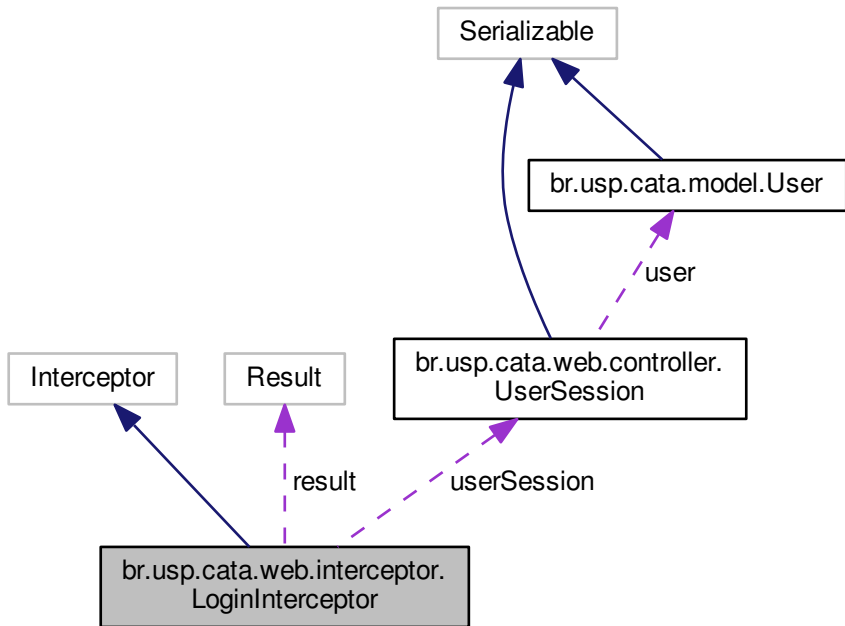 Serializable
br.usp.cata.model.User
user
br.usp.cata.web.controller.
UserSession
Interceptor
Result
result
userSession
br.usp.cata.web.interceptor.
LoginInterceptor